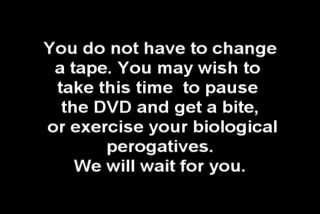 You do not have to change
a tape. You may wish to
take this time to pause
the DVD and get a bite,
or exercise your biological
perogatives.
We will wait for you.